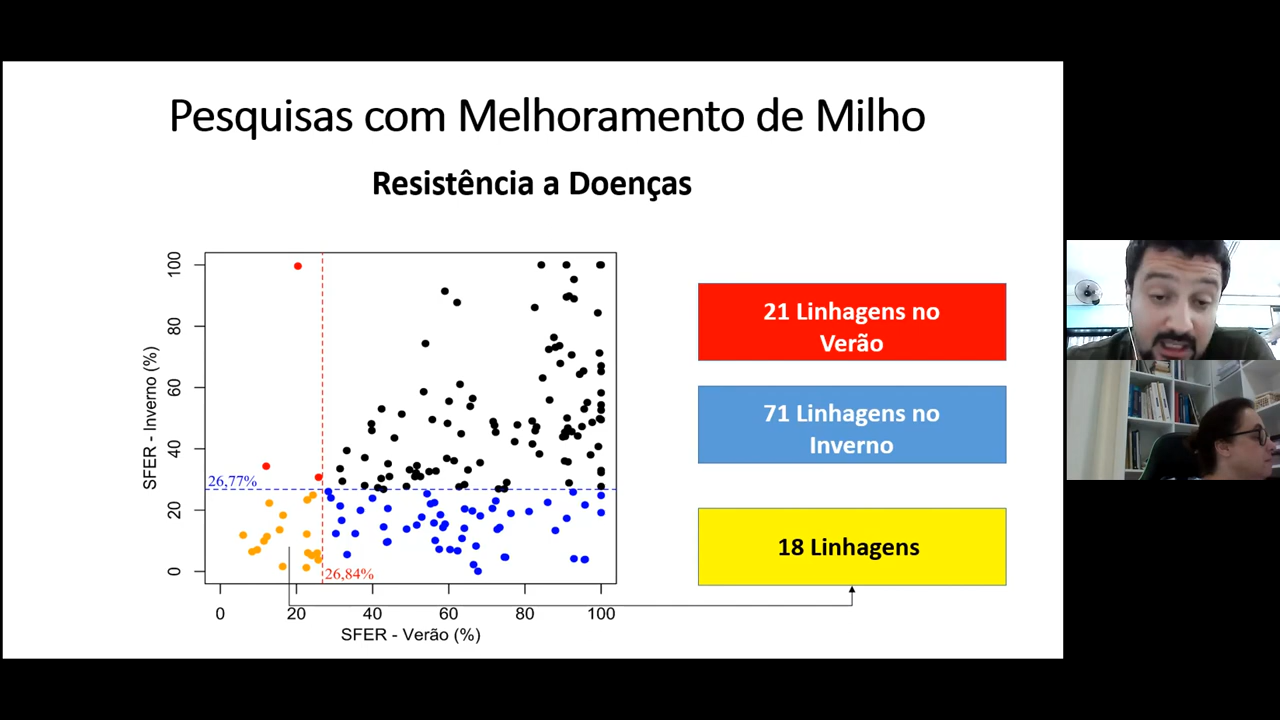 Pesquisas com Melhoramento de Milho
Resistência a Doenças
SFER - Inverno (%)
100
80
60
40
20
0
26,77%
26,84%
0 20 40 60 80 100
SFER - Verão (%)
21 Linhagens no
Verão
71 Linhagens no
Inverno
18 Linhagens